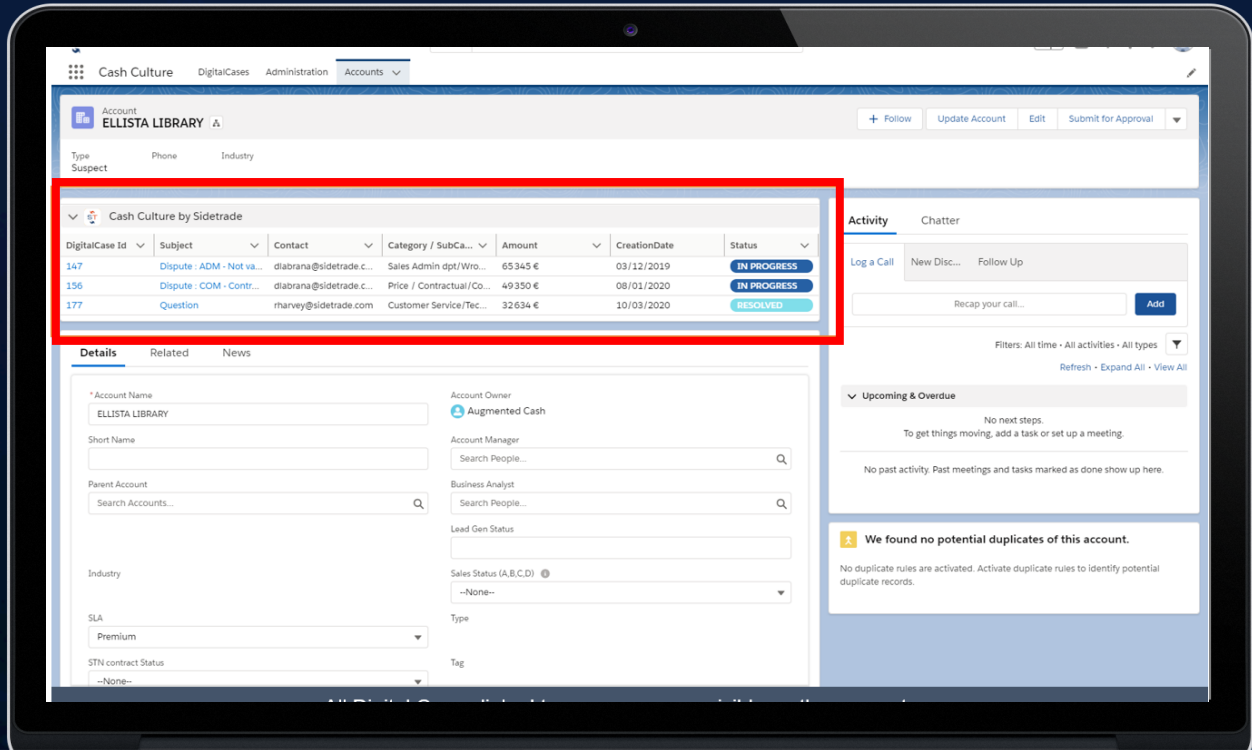 Cash Culture DigitalCases Administration Accounts
Account
ELLISTA LIBRARY
+ Follow Update Account Edit Submit for Approval
Type Phone Industry
Suspect
Cash Culture by Sidetrade
DigitalCase Id Subject Contact Category / SubCa... Amount CreationDate Status
147 Dispute : ADM - Not va... dlabrana@sidetrade.c... Sales Admin dpt/Wro... 65 345 € 03/12/2019 IN PROGRESS
156 Dispute : COM - Contr... dlabrana@sidetrade.c... Price / Contractual/Co... 49 350 € 08/01/2020 IN PROGRESS
177 Question rharvey@sidetrade.com Customer Service/Tec... 32 634 € 10/03/2020 RESOLVED
Activity Chatter
Log a Call New Disc... Follow Up
Recap your call... Add
Filters: All time • All activities • All types
Refresh • Expand All • View All
Upcoming & Overdue
No next steps.
To get things moving, add a task or set up a meeting.
No past activity. Past meetings and tasks marked as done show up here.
We found no potential duplicates of this account.
No duplicate rules are activated. Activate duplicate rules to identify potential
duplicate records.
Details Related News
*Account Name
ELLISTA LIBRARY
Account Owner
Augmented Cash
Short Name
Account Manager
Search People...
Parent Account
Search Accounts...
Business Analyst
Search People...
Lead Gen Status
Industry
Sales Status (A,B,C,D)
--None--
SLA
Premium
Type
STN contract Status
--None--
Tag